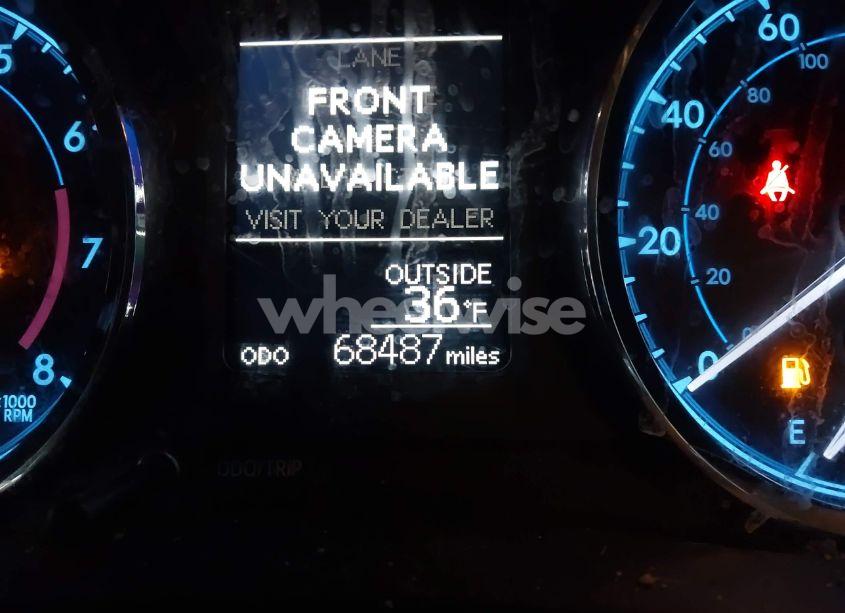 LANE
FRONT
CAMERA
UNAVAILABLE
VISIT YOUR DEALER
OUTSIDE
36°F
ODO 68487 miles
wheelwise
5
6
7
8
x1000
RPM
ODO/TRIP
60
40
20
0
100
80
60
40
20
E